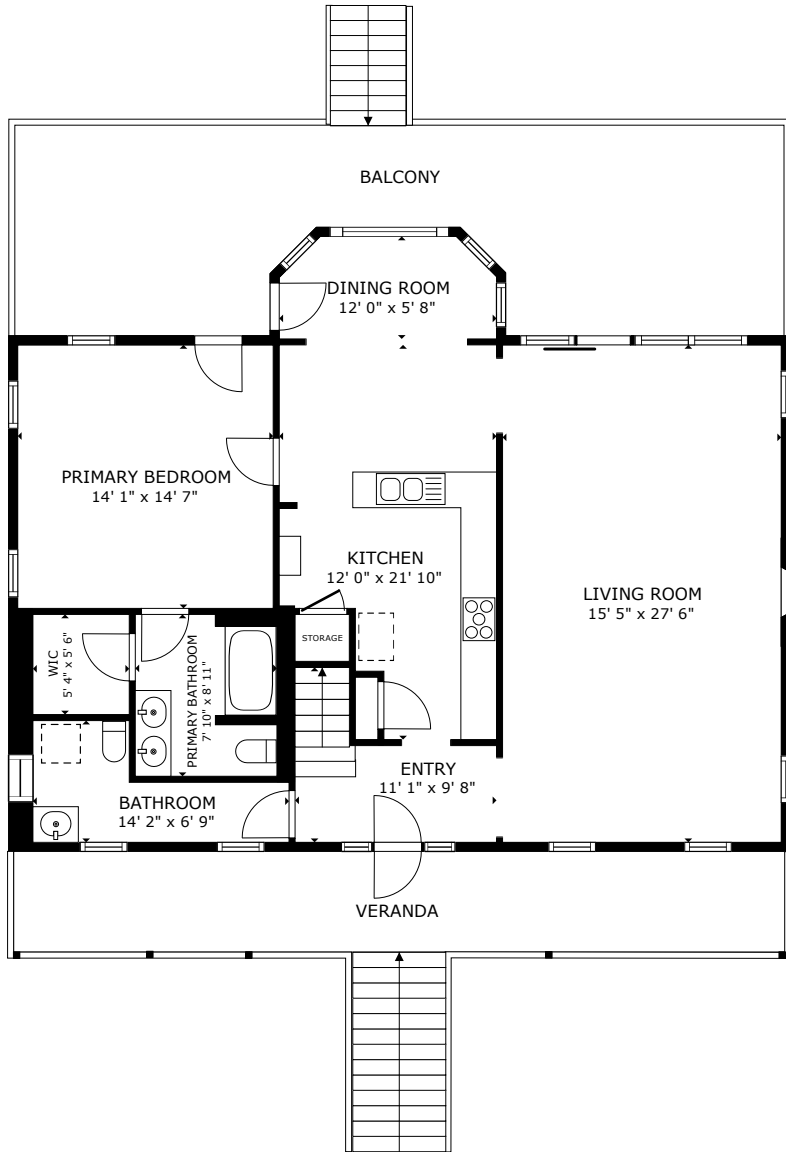 BALCONY
DINING ROOM
12' 0" x 5' 8"
PRIMARY BEDROOM
14' 1" x 14' 7"
KITCHEN
12' 0" x 21' 10"
LIVING ROOM
15' 5" x 27' 6"
STORAGE
WIC
5' 4" x 5' 6"
PRIMARY BATHROOM
7' 10" x 8' 11"
ENTRY
11' 1" x 9' 8"
BATHROOM
14' 2" x 6' 9"
VERANDA